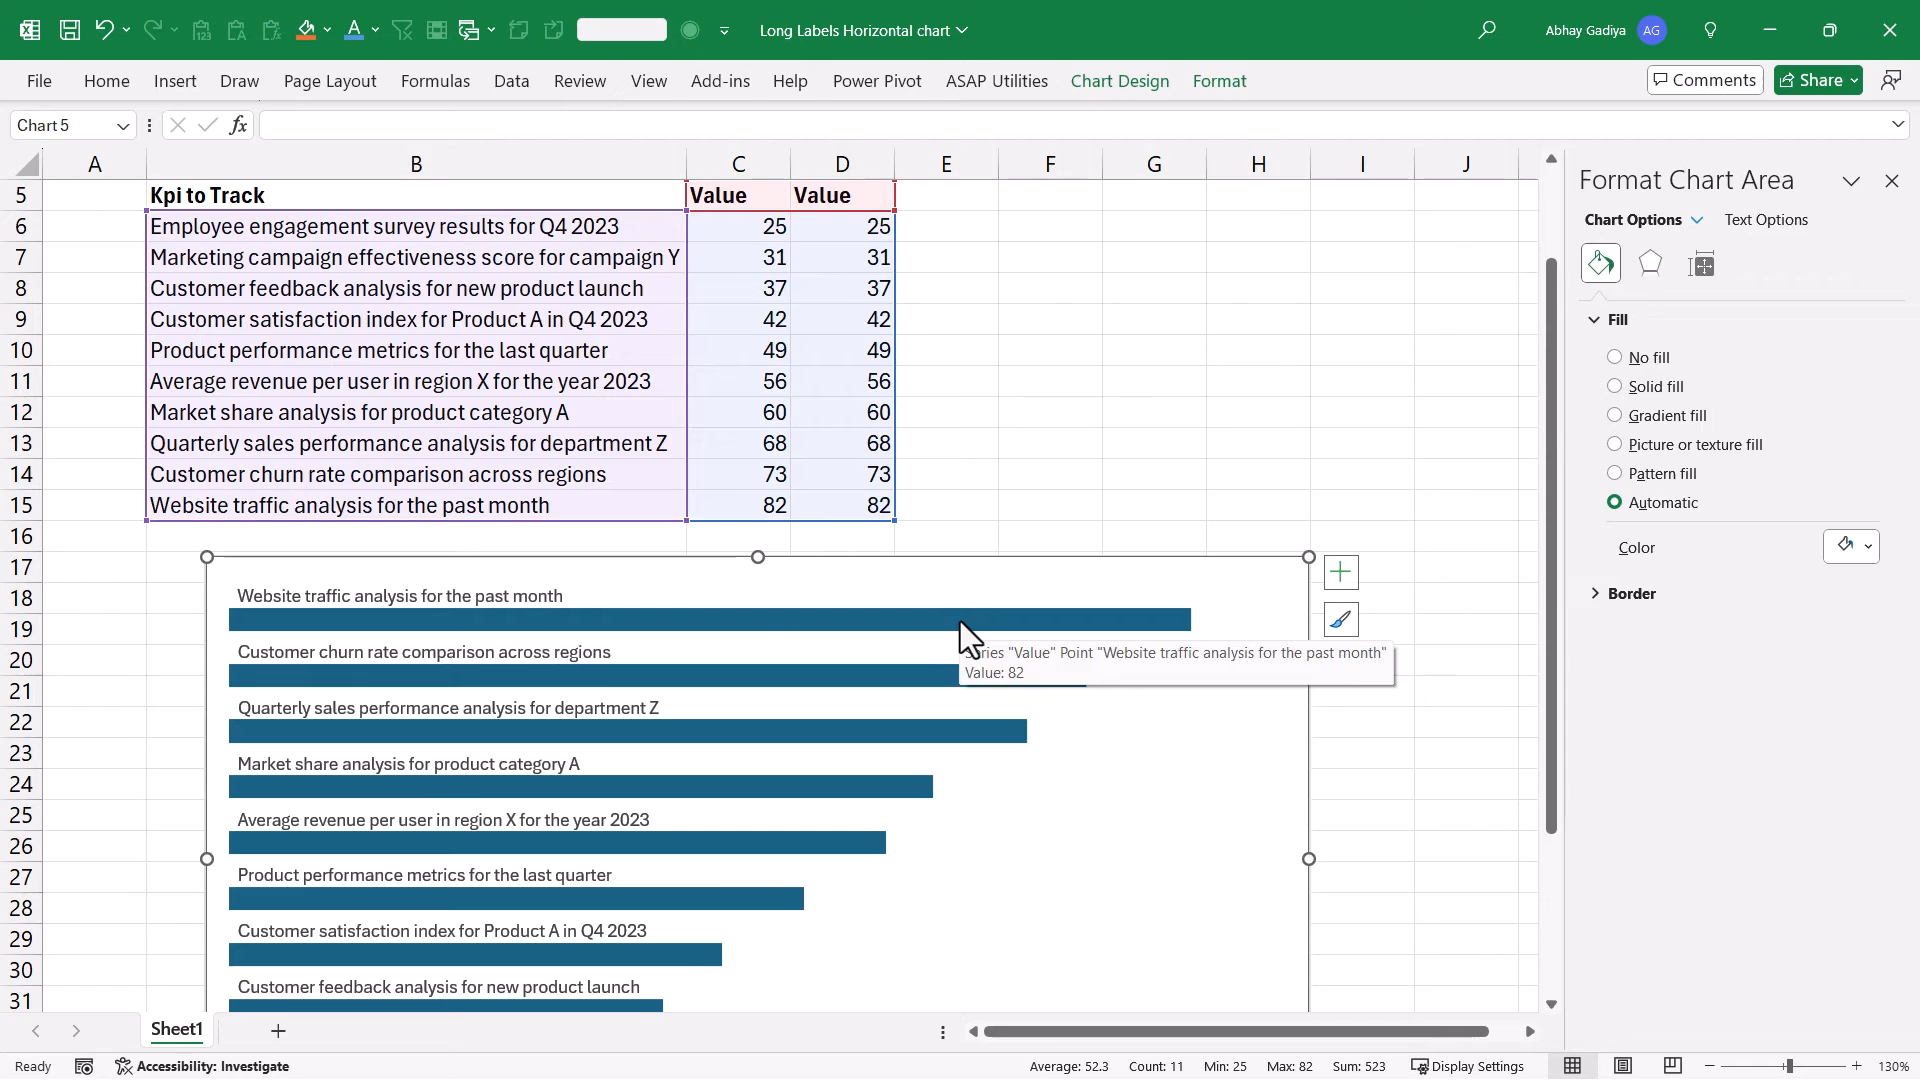 Long Labels Horizontal chart
Abhay Gadiya AG
File Home Insert Draw Page Layout Formulas Data Review View Add-ins Help Power Pivot ASAP Utilities Chart Design Format Comments Share
Chart 5 fx
A B C D E F G H I J
5 Kpi to Track Value Value
6 Employee engagement survey results for Q4 2023 25 25
7 Marketing campaign effectiveness score for campaign Y 31 31
8 Customer feedback analysis for new product launch 37 37
9 Customer satisfaction index for Product A in Q4 2023 42 42
10 Product performance metrics for the last quarter 49 49
11 Average revenue per user in region X for the year 2023 56 56
12 Market share analysis for product category A 60 60
13 Quarterly sales performance analysis for department Z 68 68
14 Customer churn rate comparison across regions 73 73
15 Website traffic analysis for the past month 82 82
16
17
18
19
20
21
22
23
24
25
26
27
28
29
30
31
Website traffic analysis for the past month
Customer churn rate comparison across regions
Quarterly sales performance analysis for department Z
Market share analysis for product category A
Average revenue per user in region X for the year 2023
Product performance metrics for the last quarter
Customer satisfaction index for Product A in Q4 2023
Customer feedback analysis for new product launch
"Value" Point "Website traffic analysis for the past month"
Value: 82
Format Chart Area
Chart Options Text Options
Fill
No fill
Solid fill
Gradient fill
Picture or texture fill
Pattern fill
Automatic
Color
Border
Sheet1
Ready Accessibility: Investigate Average: 52.3 Count: 11 Min: 25 Max: 82 Sum: 523 Display Settings 130%